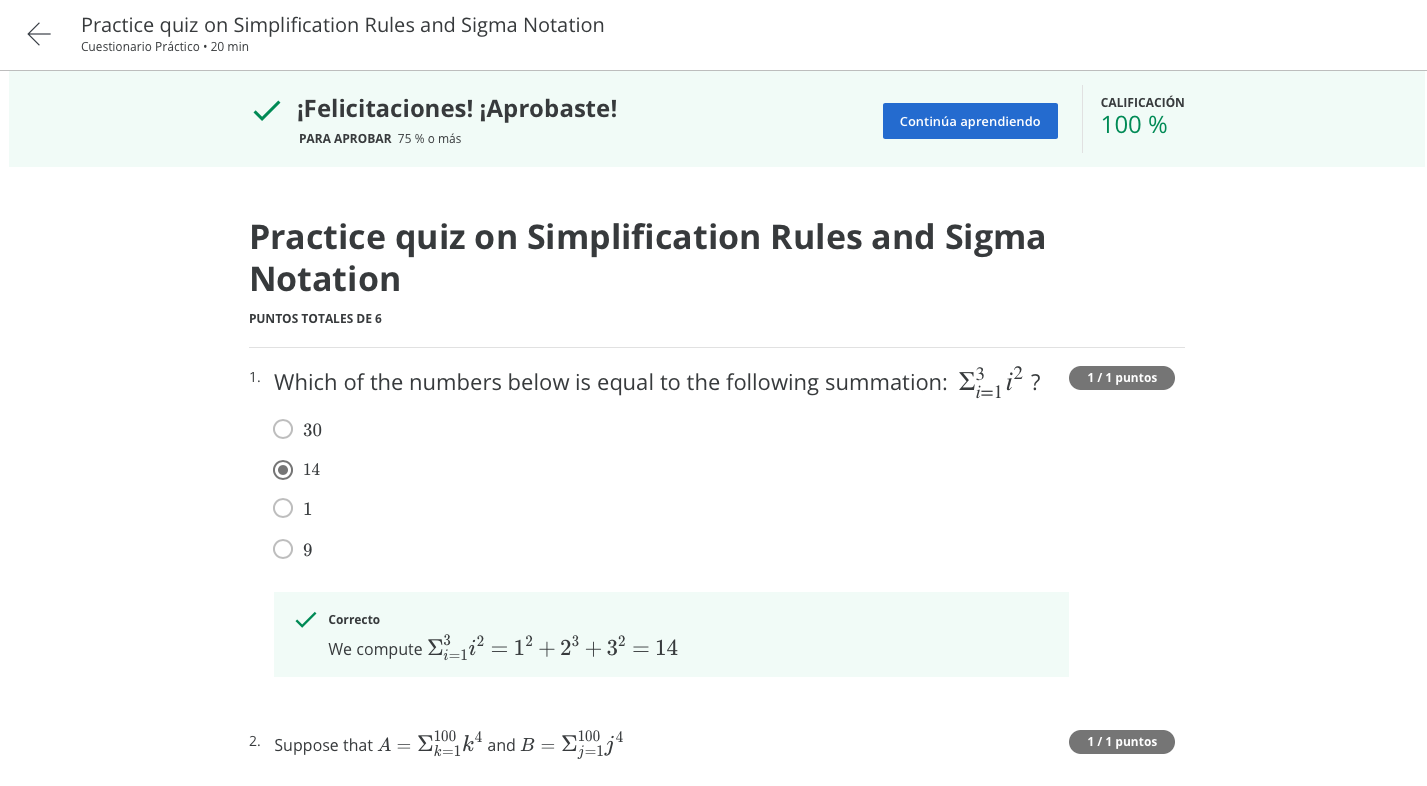 Practice quiz on Simplification Rules and Sigma Notation
Cuestionario Práctico • 20 min
¡Felicitaciones! ¡Aprobaste!
PARA APROBAR 75 % o más
Continúa aprendiendo
CALIFICACIÓN
100 %
Practice quiz on Simplification Rules and Sigma
Notation
PUNTOS TOTALES DE 6
1. Which of the numbers below is equal to the following summation: $\Sigma_{i=1}^{3} i^2$ ?
1 / 1 puntos
30
14
1
9
Correcto
We compute $\Sigma_{i=1}^{3} i^2 = 1^2 + 2^3 + 3^2 = 14$
2. Suppose that $A = \Sigma_{k=1}^{100} k^4$ and $B = \Sigma_{j=1}^{100} j^4$
1 / 1 puntos